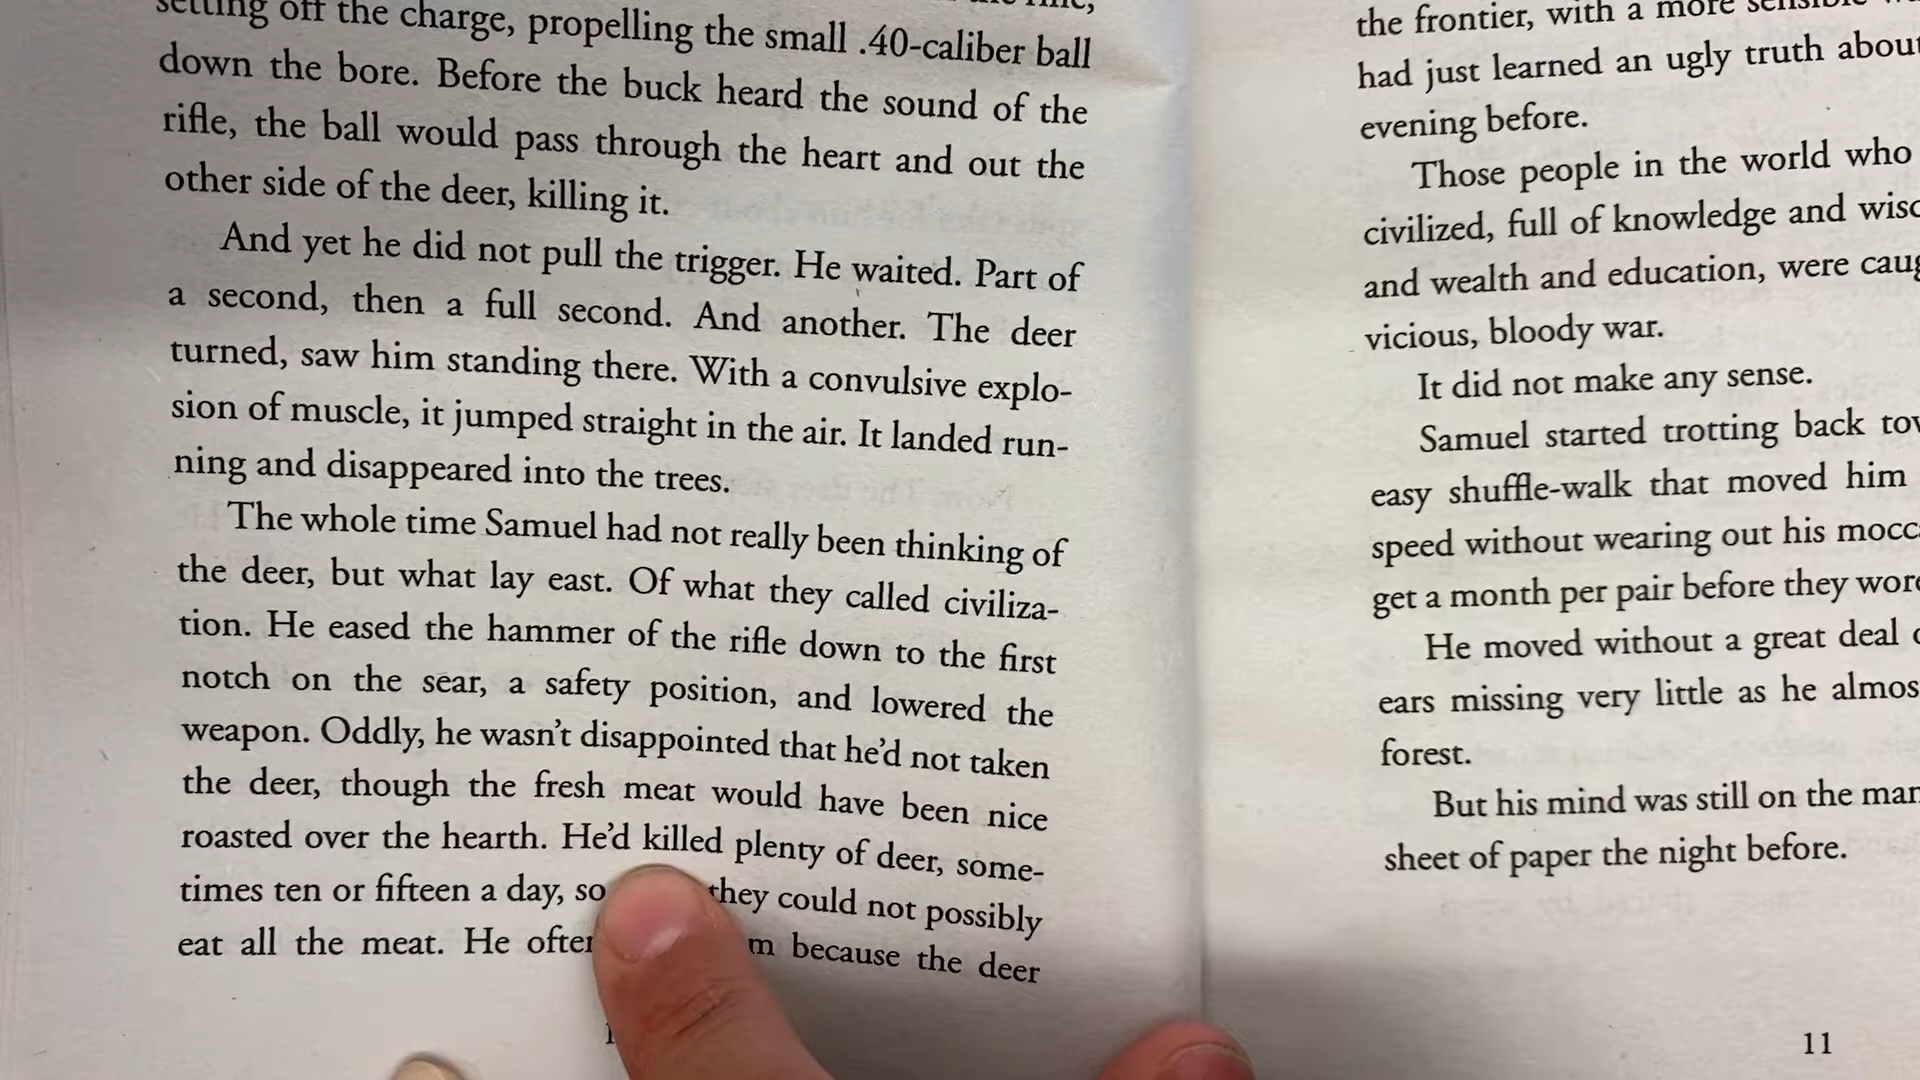 setting off the charge, propelling the small .40-caliber ball
down the bore. Before the buck heard the sound of the
rifle, the ball would pass through the heart and out the
other side of the deer, killing it.
And yet he did not pull the trigger. He waited. Part of
a second, then a full second. And another. The deer
turned, saw him standing there. With a convulsive explo-
sion of muscle, it jumped straight in the air. It landed run-
ning and disappeared into the trees.
The whole time Samuel had not really been thinking of
the deer, but what lay east. Of what they called civiliza-
tion. He eased the hammer of the rifle down to the first
notch on the sear, a safety position, and lowered the
weapon. Oddly, he wasn't disappointed that he'd not taken
the deer, though the fresh meat would have been nice
roasted over the hearth. He'd killed plenty of deer, some-
times ten or fifteen a day, so they could not possibly
eat all the meat. He because the deer
the frontier, with a more
had just learned an ugly truth about
evening before.
Those people in the world who
civilized, full of knowledge and
and wealth and education, were
vicious, bloody war.
It did not make any sense.
Samuel started trotting back
easy shuffle-walk that moved him
speed without wearing out his
get a month per pair before they
He moved without a great deal
ears missing very little as he
forest.
But his mind was still on the
sheet of paper the night before.
11